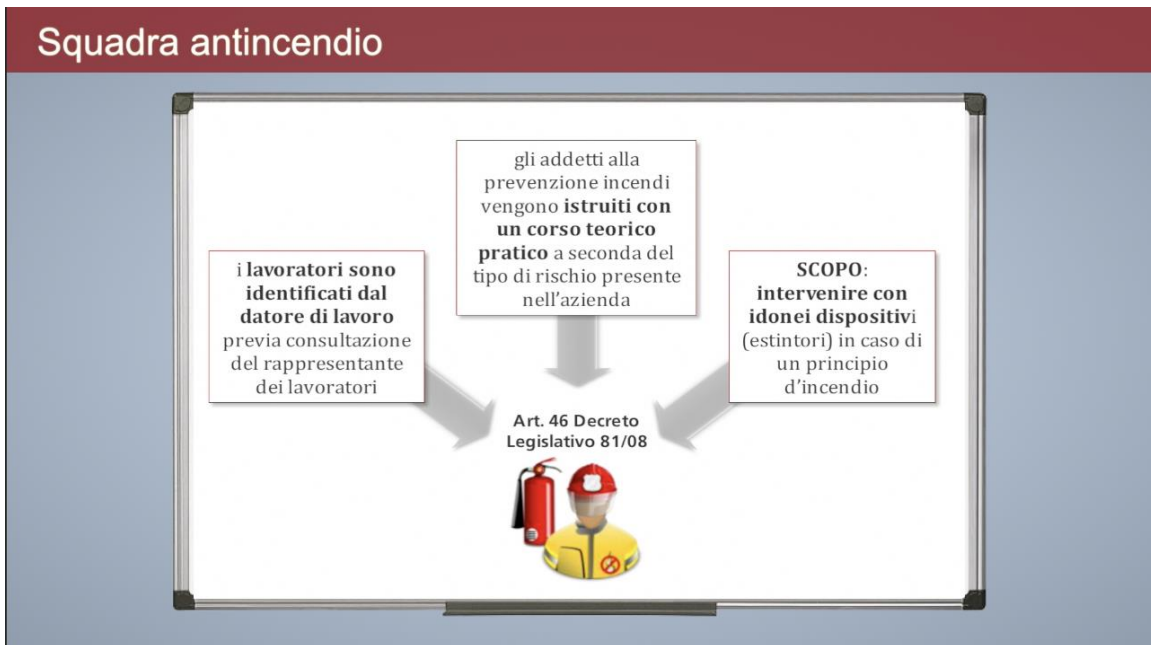 Squadra antincendio
i lavoratori sono
identificati dal
datore di lavoro
previa consultazione
del rappresentante
dei lavoratori
gli addetti alla
prevenzione incendi
vengono istruiti con
un corso teorico
pratico a seconda del
tipo di rischio presente
nell'azienda
SCOPO:
intervenire con
idonei dispositivi
(estintori) in caso di
un principio
d'incendio
Art. 46 Decreto
Legislativo 81/08